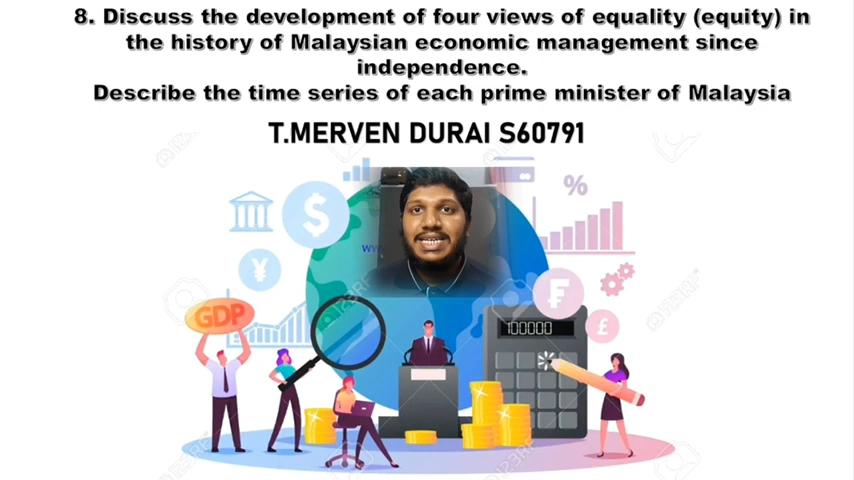 8. Discuss the development of four views of equality (equity) in
the history of Malaysian economic management since
independence.
Describe the time series of each prime minister of Malaysia
T.MERVEN DURAI S60791
%
$
¥
GDP
100000
£
123RF